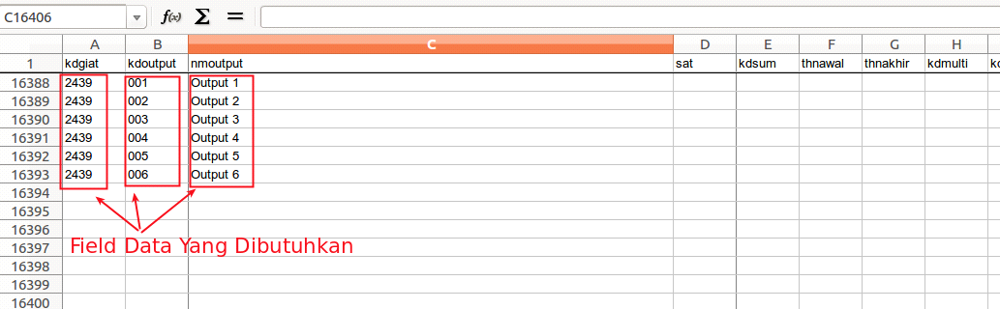 C16406 f(x) Σ =
A B C D E F G H
1 kdgiat kdoutput nmoutput sat kdsum thnawal thnakhir kdmulti
16388 2439 001 Output 1
16389 2439 002 Output 2
16390 2439 003 Output 3
16391 2439 004 Output 4
16392 2439 005 Output 5
16393 2439 006 Output 6
16394
16395
16396
16397
Field Data Yang Dibutuhkan
16398
16399
16400